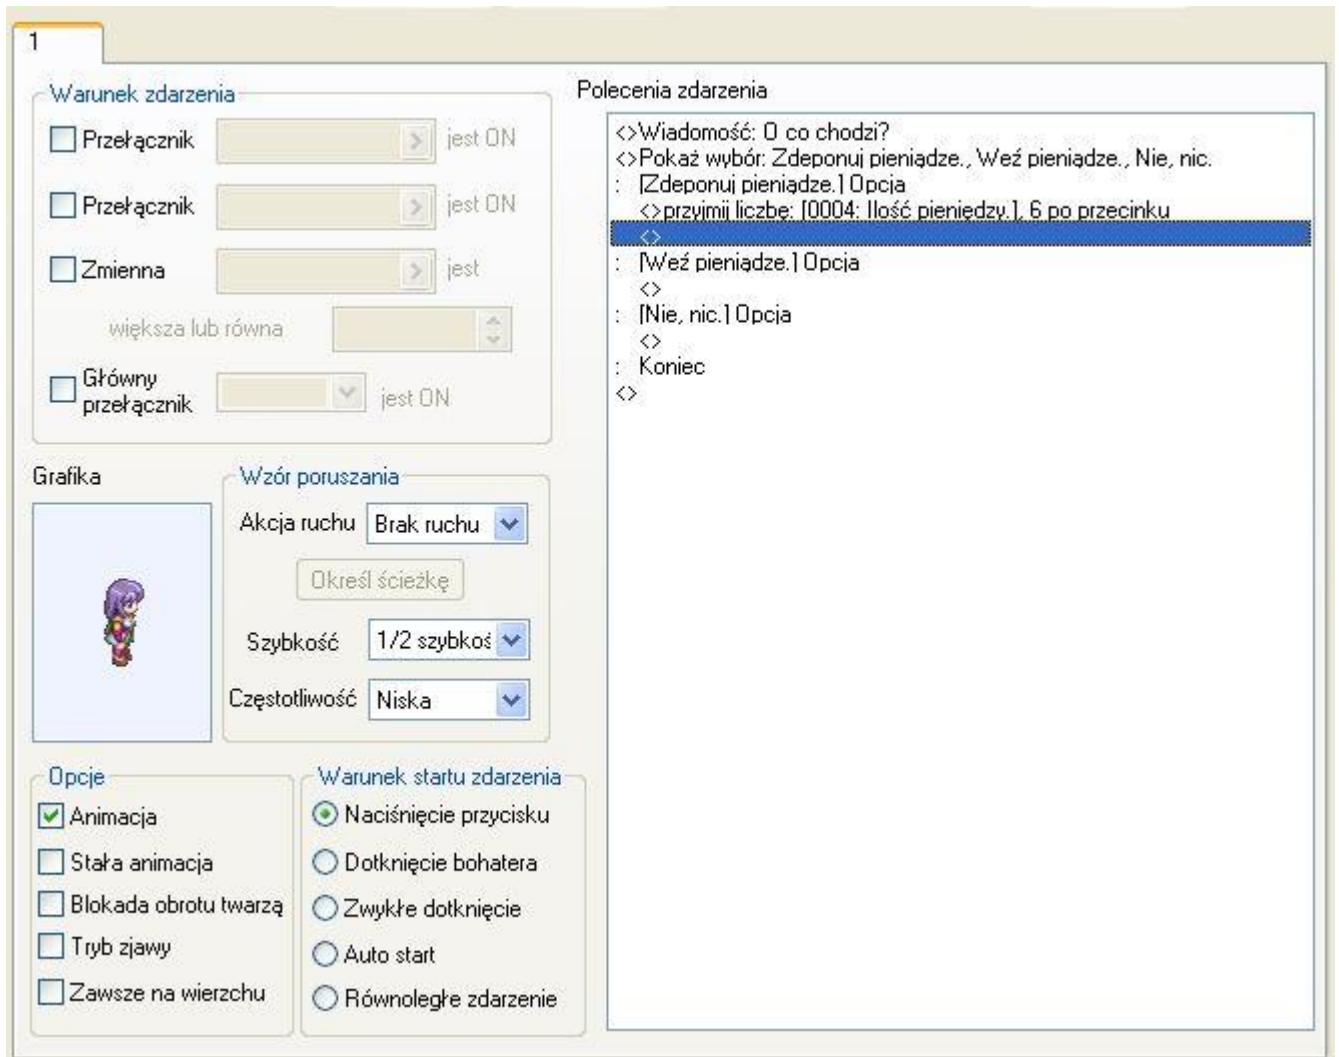 1
Warunek zdarzenia
Przełącznik jest ON
Przełącznik jest ON
Zmienna jest
większa lub równa
Główny
przełącznik jest ON
Grafika
Wzór poruszania
Akcja ruchu Brak ruchu
Określ ścieżkę
Szybkość 1/2 szybkoś
Częstotliwość Niska
Opcje
Animacja
Stała animacja
Blokada obrotu twarzą
Tryb zjawy
Zawsze na wierzchu
Warunek startu zdarzenia
Naciśnięcie przycisku
Dotknięcie bohatera
Zwykłe dotknięcie
Auto start
Równoległe zdarzenie
Polecenia zdarzenia
<>Wiadomość: O co chodzi?
<>Pokaż wybór: Zdeponuj pieniądze., Weź pieniądze., Nie, nic.
: [Zdeponuj pieniądze.] Opcja
<>przyjmij liczbę: [0004: Ilość pieniędzy.], 6 po przecinku
<>
: [Weź pieniądze.] Opcja
<>
: [Nie, nic.] Opcja
<>
: Koniec
<>